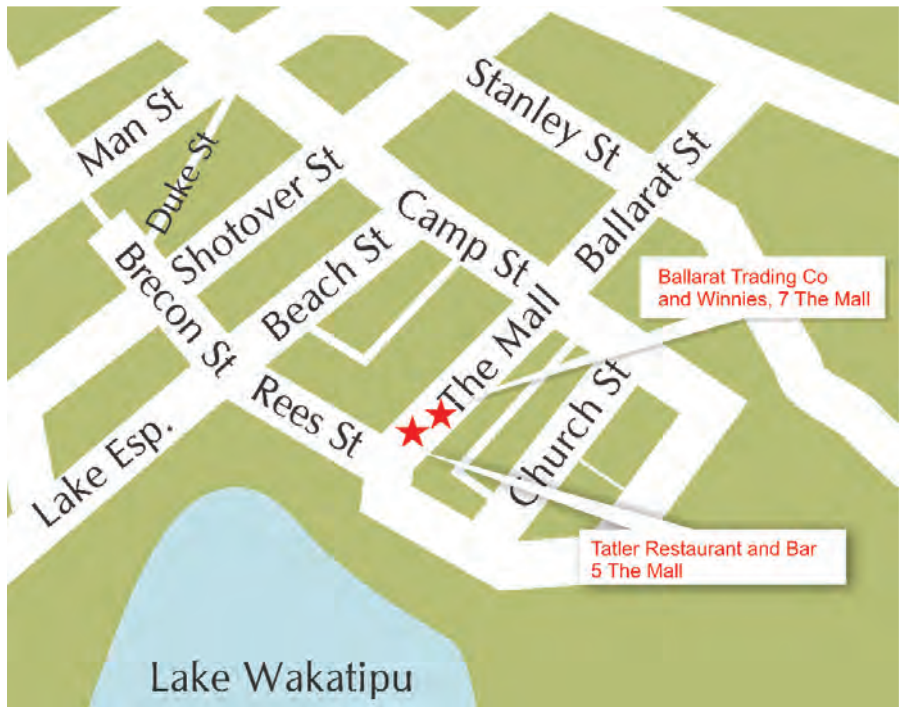 Man St
Duke St
Stanley St
Shotover St
Ballarat St
Camp St
Brecon St
Beach St
Ballarat Trading Co
and Winnies, 7 The Mall
The Mall
Rees St
Church St
Lake Esp.
Tatler Restaurant and Bar
5 The Mall
Lake Wakatipu